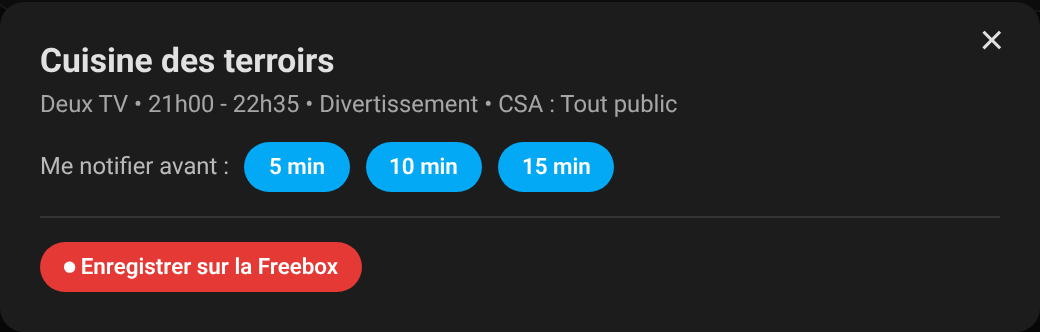 Cuisine des terroirs
Deux TV • 21h00 - 22h35 • Divertissement • CSA : Tout public
Me notifier avant : 5 min 10 min 15 min
Enregistrer sur la Freebox